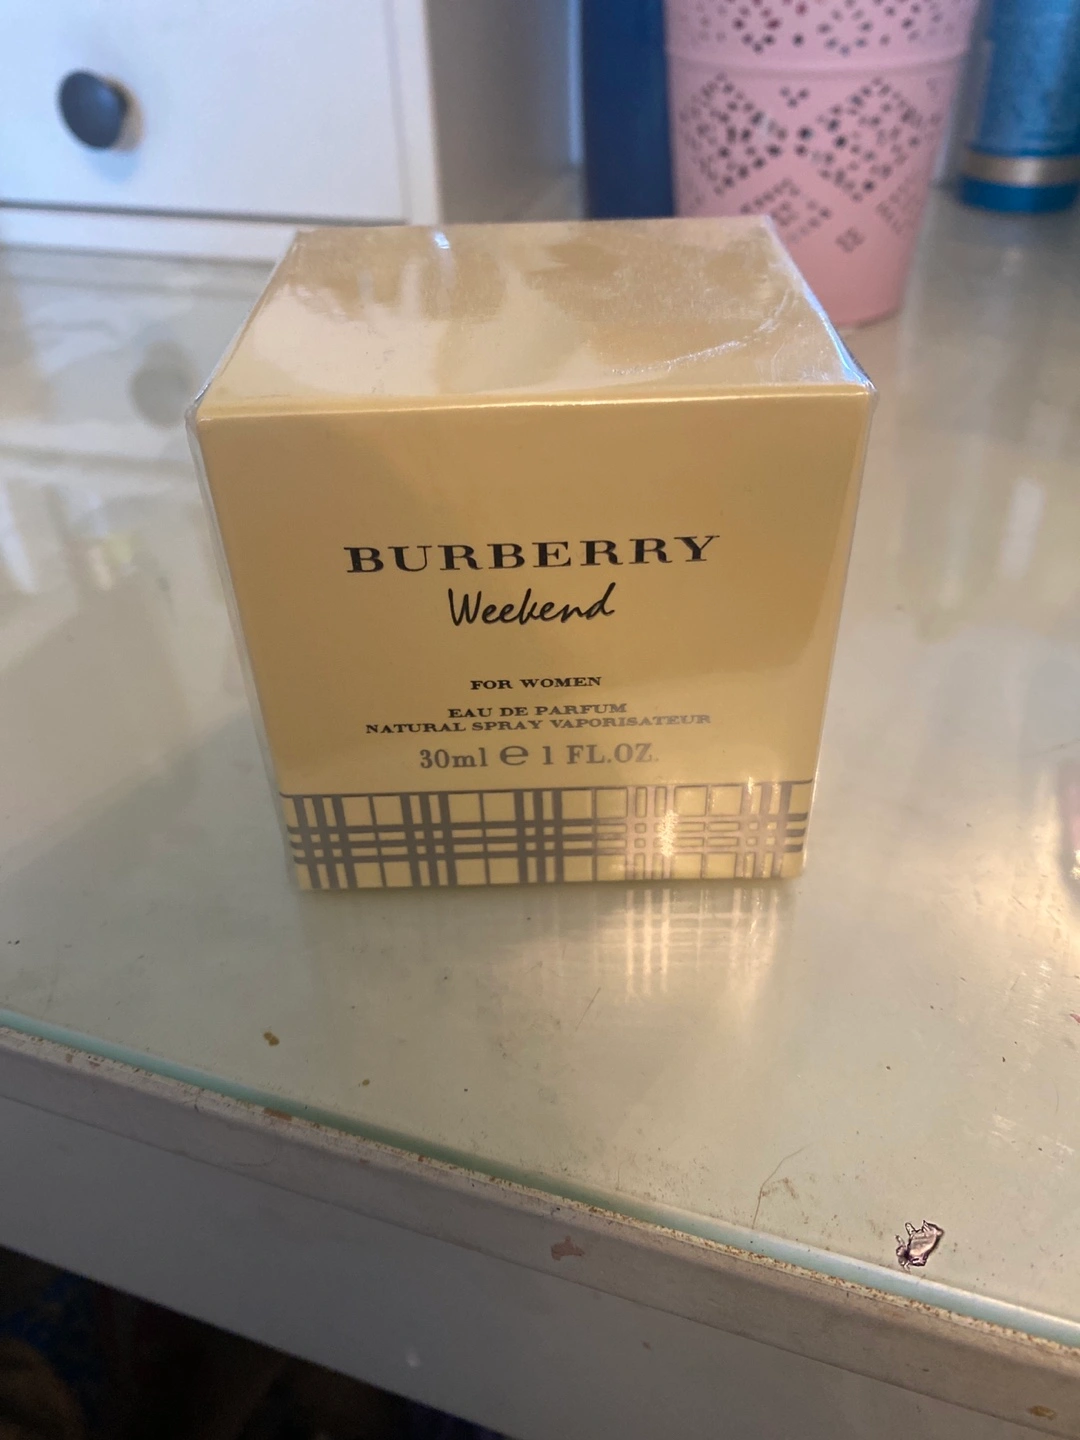 BURBERRY
Weekend
FOR WOMEN
EAU DE PARFUM
NATURAL SPRAY VAPORISATEUR
30ml ℮ 1 FL.OZ.